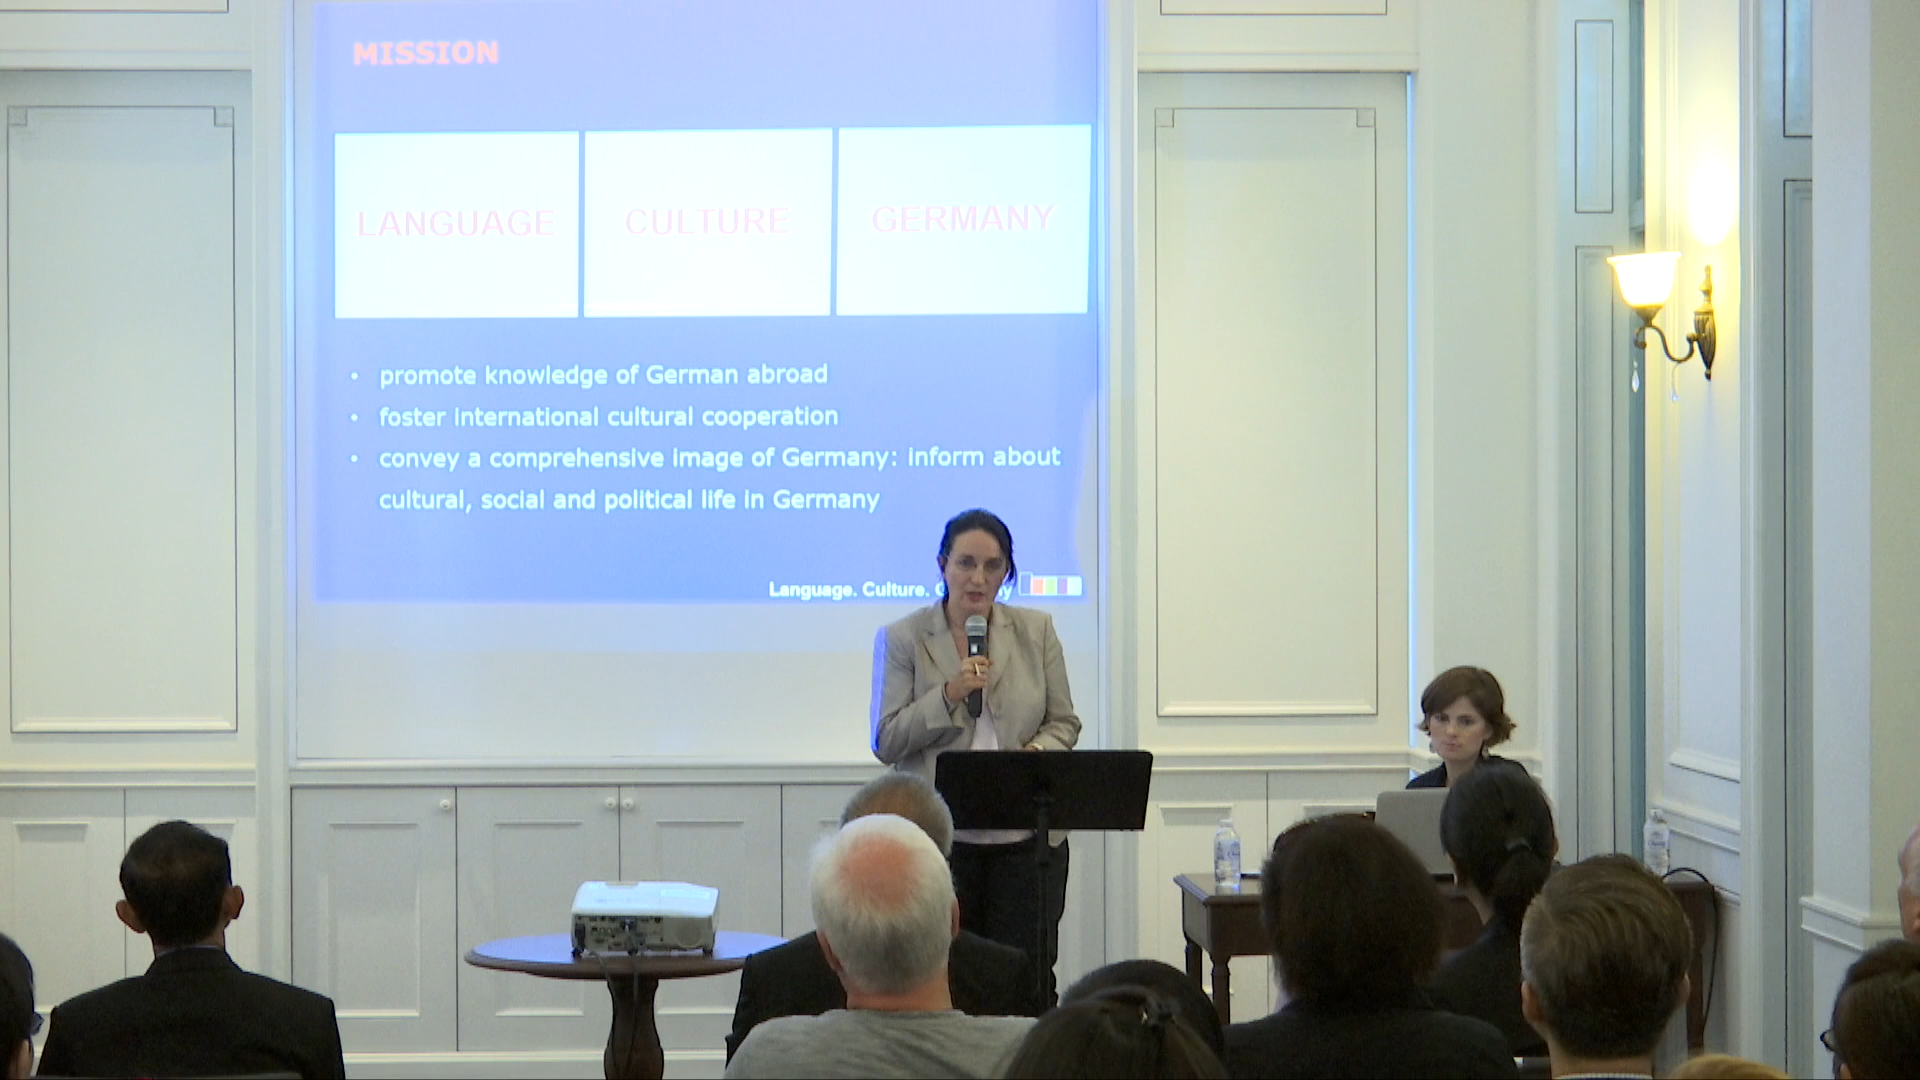 MISSION
LANGUAGE CULTURE GERMANY
• promote knowledge of German abroad
• foster international cultural cooperation
• convey a comprehensive image of Germany: inform about
cultural, social and political life in Germany
Language. Culture.